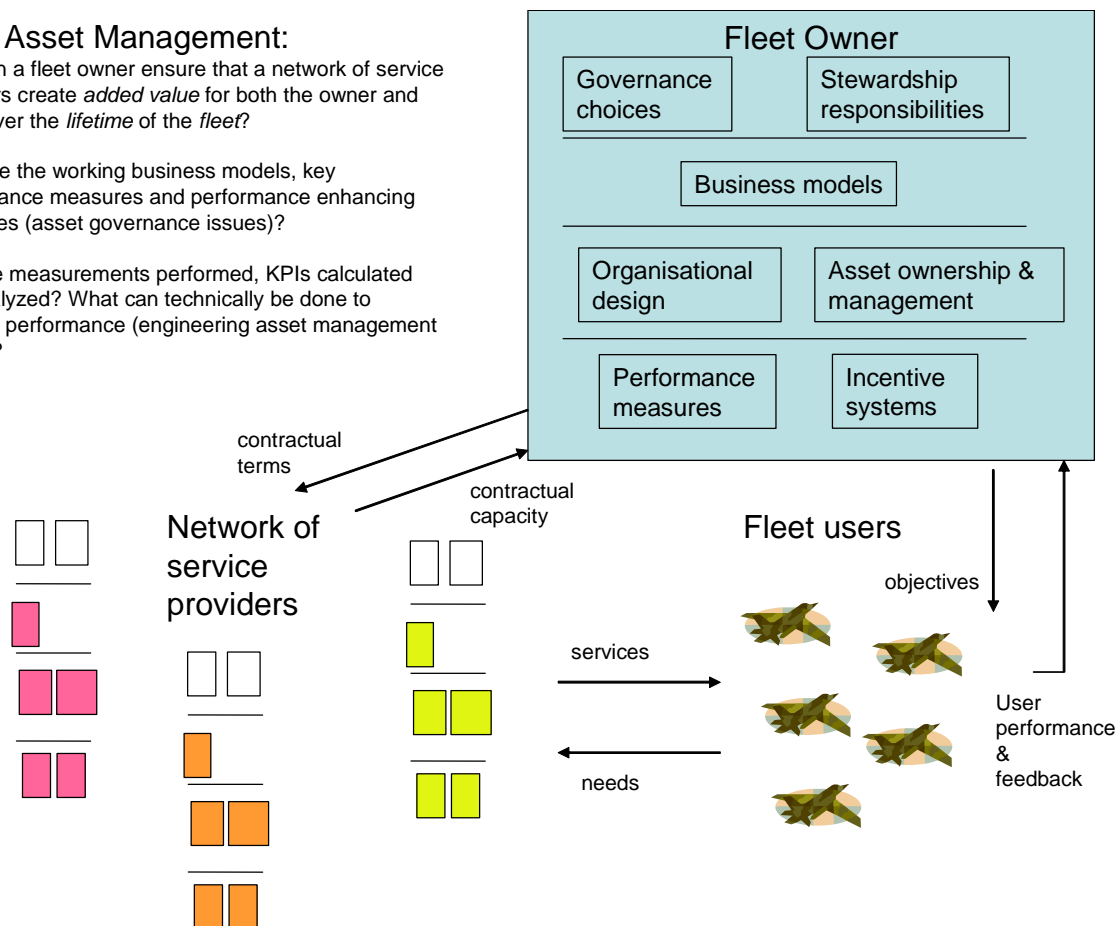 Asset Management:
n a fleet owner ensure that a network of service
rs create added value for both the owner and
ver the lifetime of the fleet?
e the working business models, key
ance measures and performance enhancing
es (asset governance issues)?
e measurements performed, KPIs calculated
lyzed? What can technically be done to
performance (engineering asset management
?
Fleet Owner
Governance
choices
Stewardship
responsibilities
Business models
Organisational
design
Asset ownership &
management
Performance
measures
Incentive
systems
contractual
terms
contractual
capacity
Network of
service
providers
Fleet users
objectives
services
needs
User
performance
&
feedback